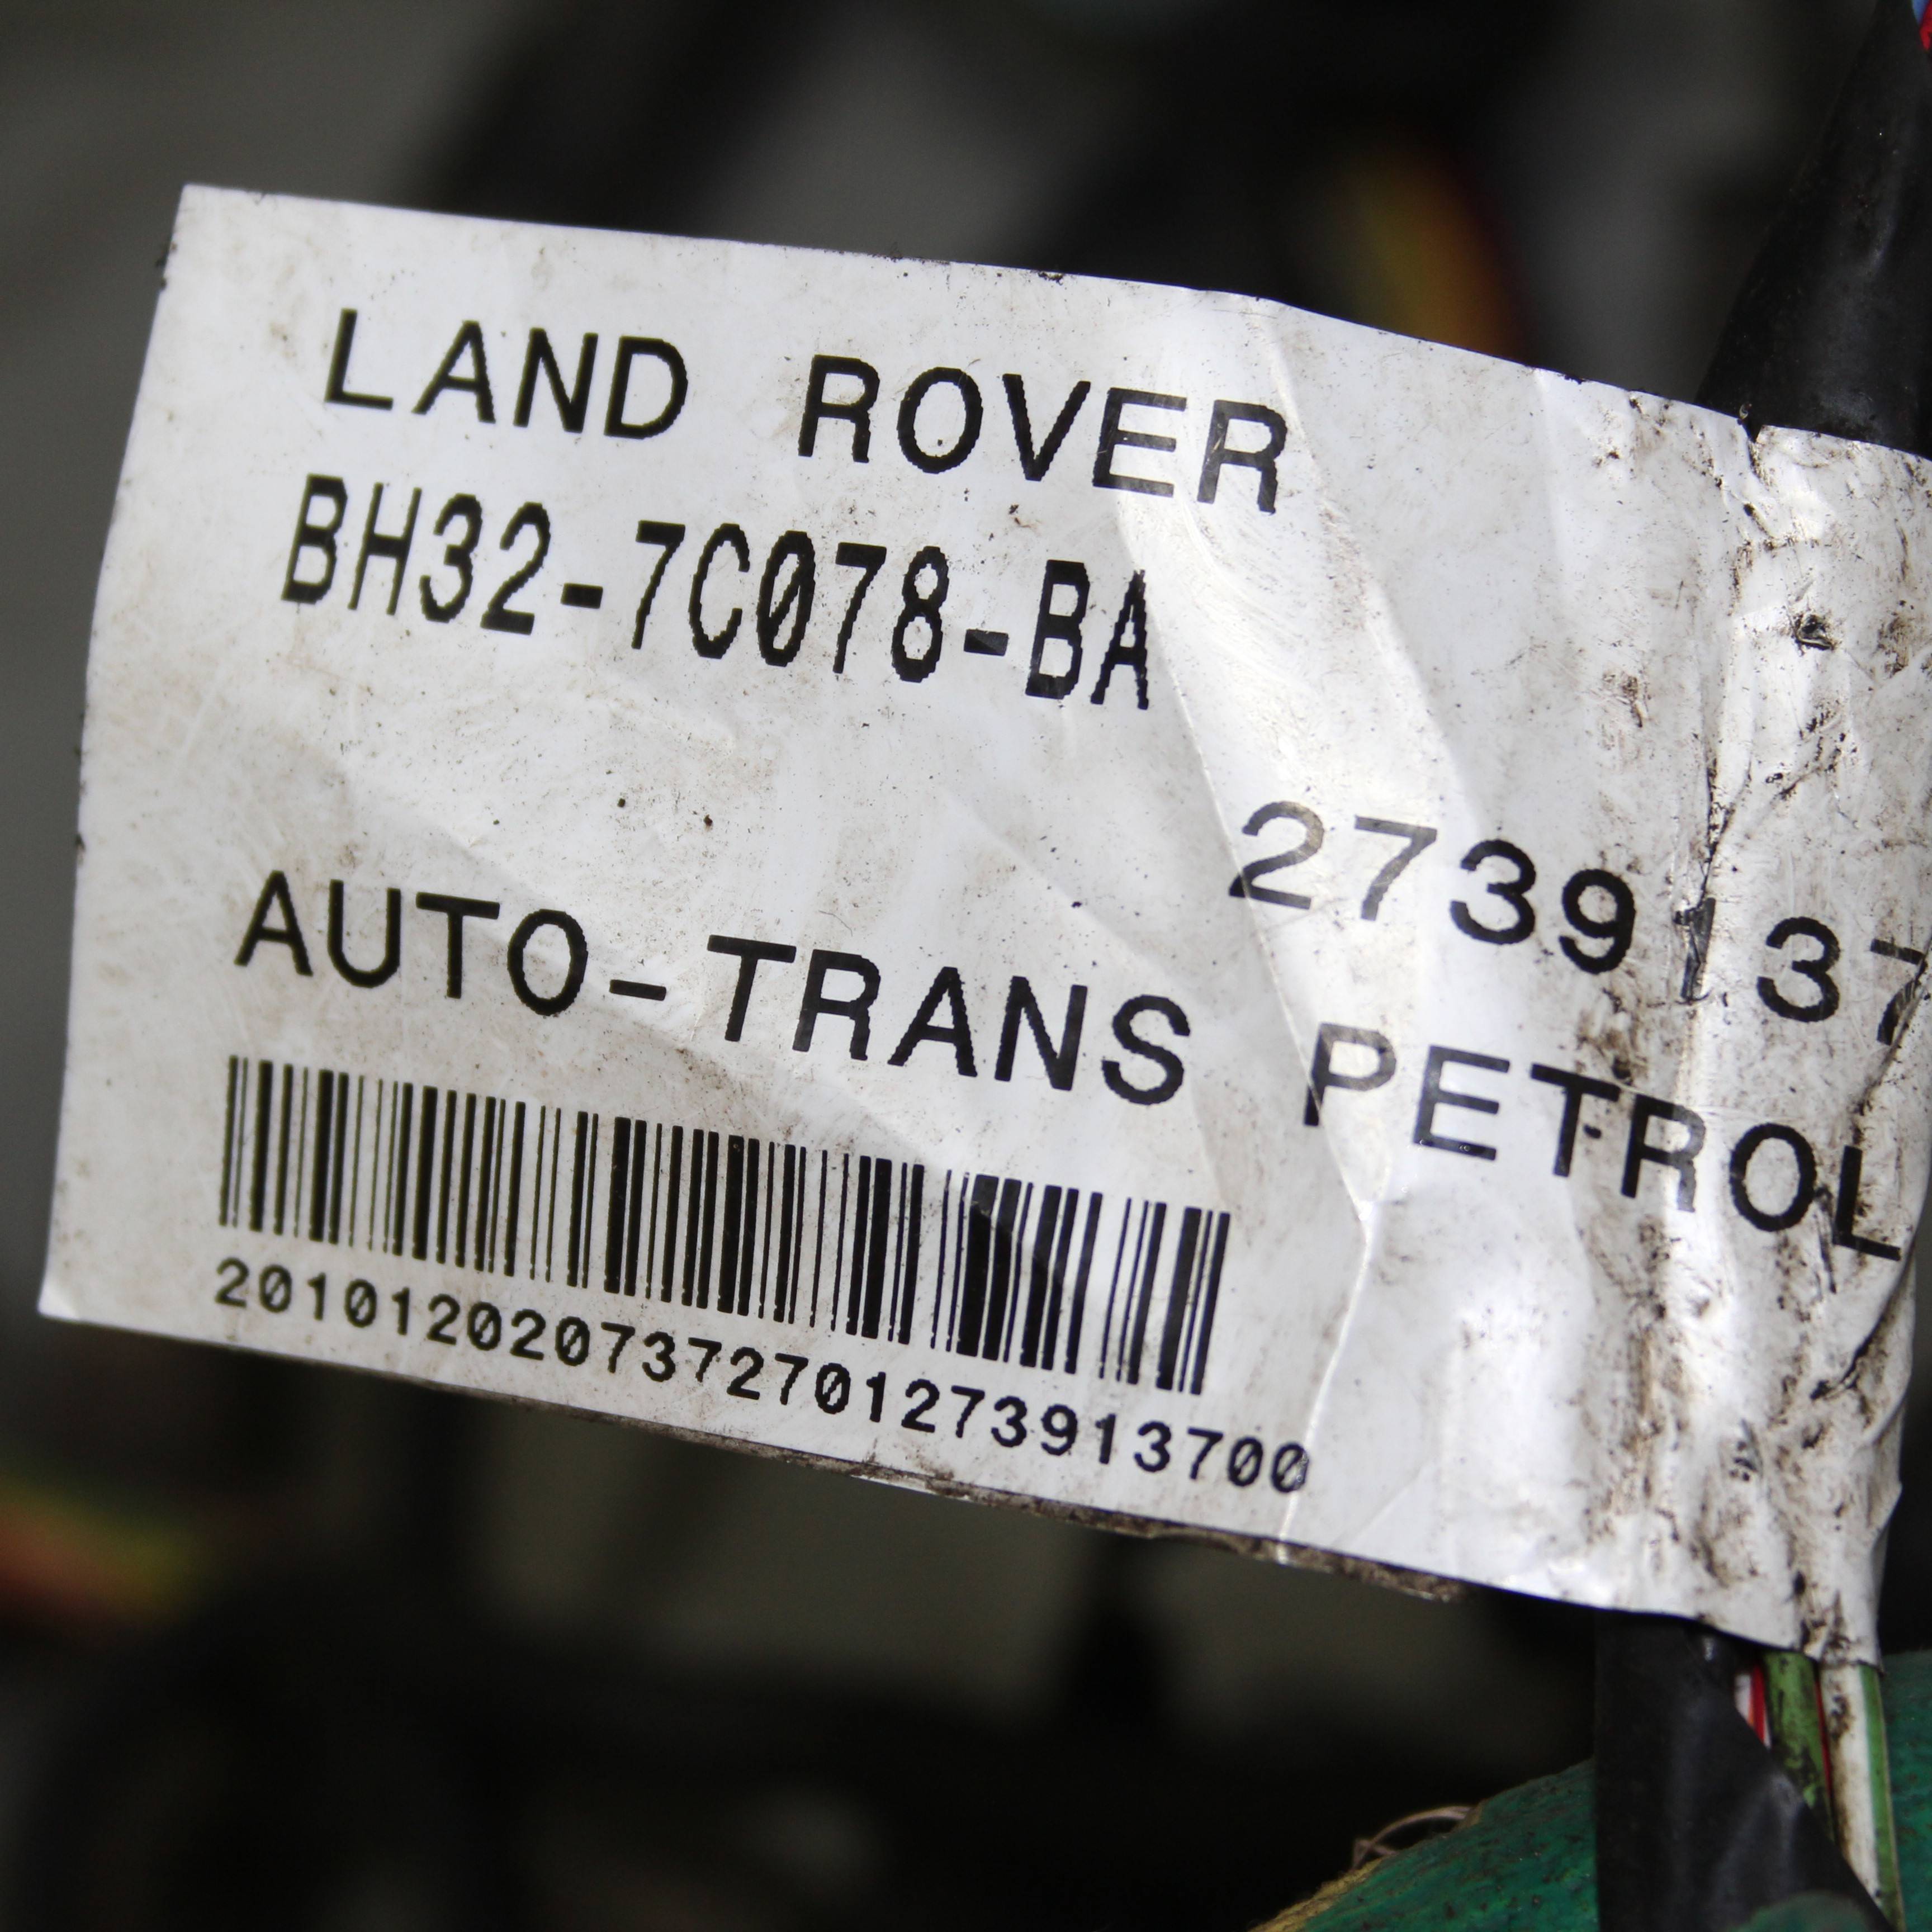 LAND ROVER
BH32-7C078-BA
2739137
AUTO-TRANS PETROL
2010120207372701273913700